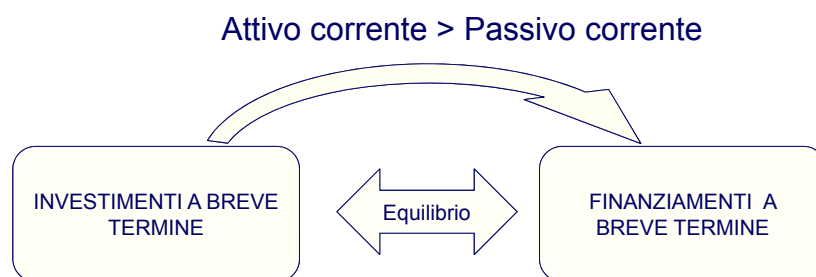 Attivo corrente > Passivo corrente
INVESTIMENTI A BREVE
TERMINE
Equilibrio
FINANZIAMENTI A
BREVE TERMINE